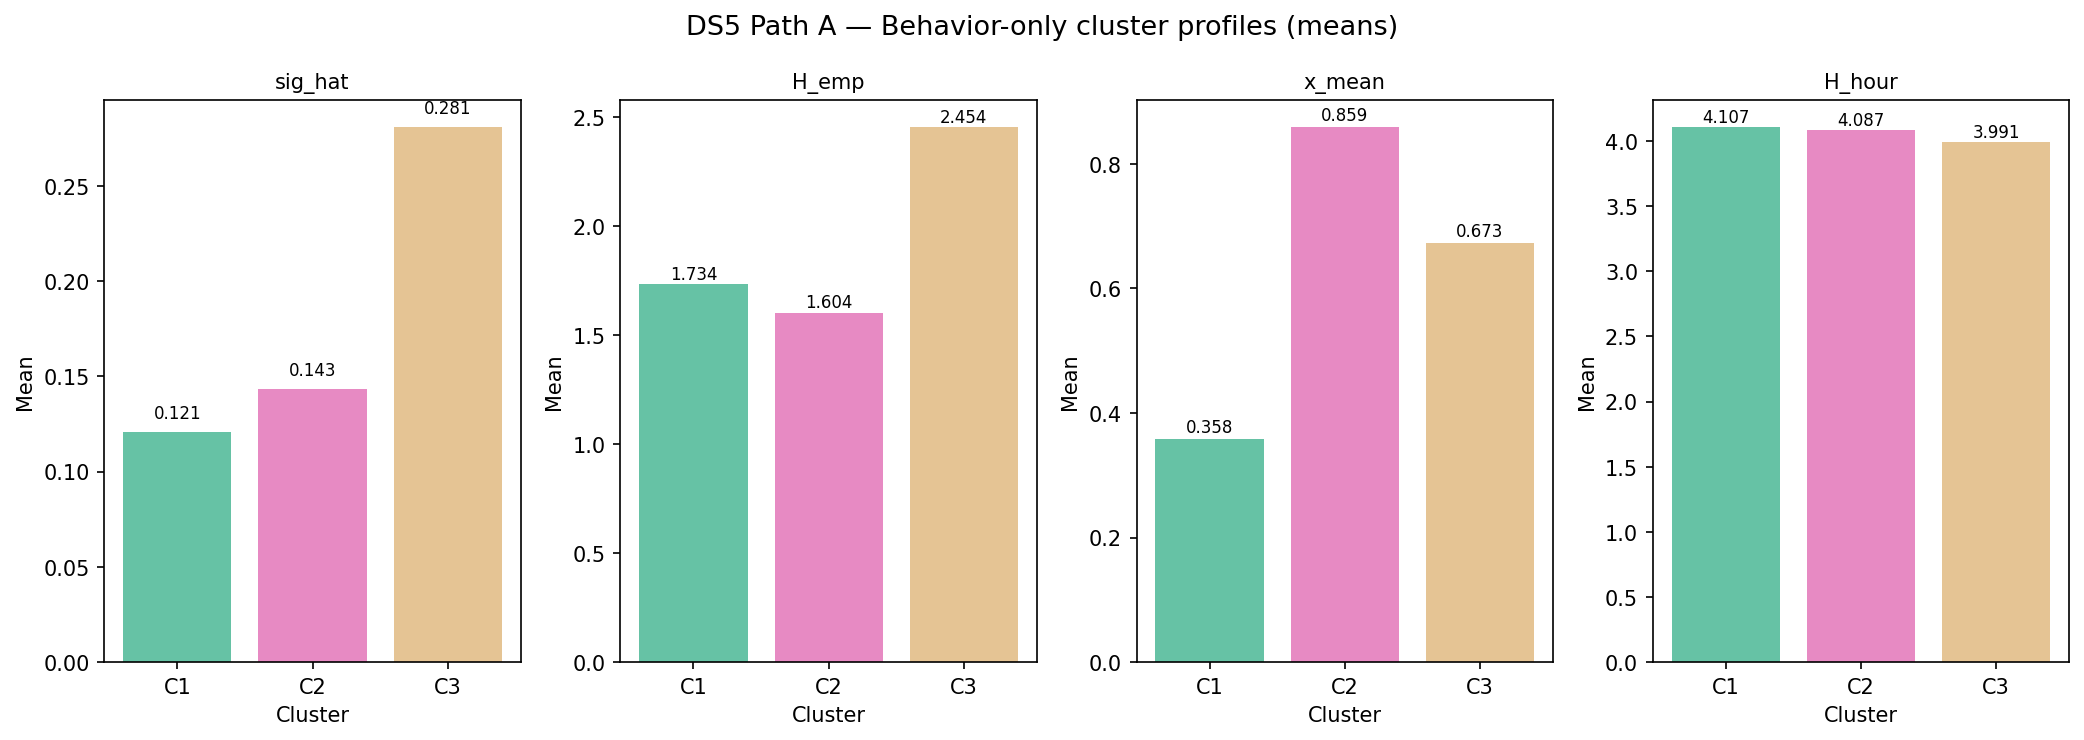 DS5 Path A — Behavior-only cluster profiles (means)
sig_hat
Mean
0.25
0.20
0.15
0.10
0.05
0.00
0.121
0.143
0.281
C1 C2 C3
Cluster
H_emp
Mean
2.5
2.0
1.5
1.0
0.5
0.0
1.734
1.604
2.454
C1 C2 C3
Cluster
x_mean
Mean
0.8
0.6
0.4
0.2
0.0
0.358
0.859
0.673
C1 C2 C3
Cluster
H_hour
Mean
4.0
3.5
3.0
2.5
2.0
1.5
1.0
0.5
0.0
4.107
4.087
3.991
C1 C2 C3
Cluster